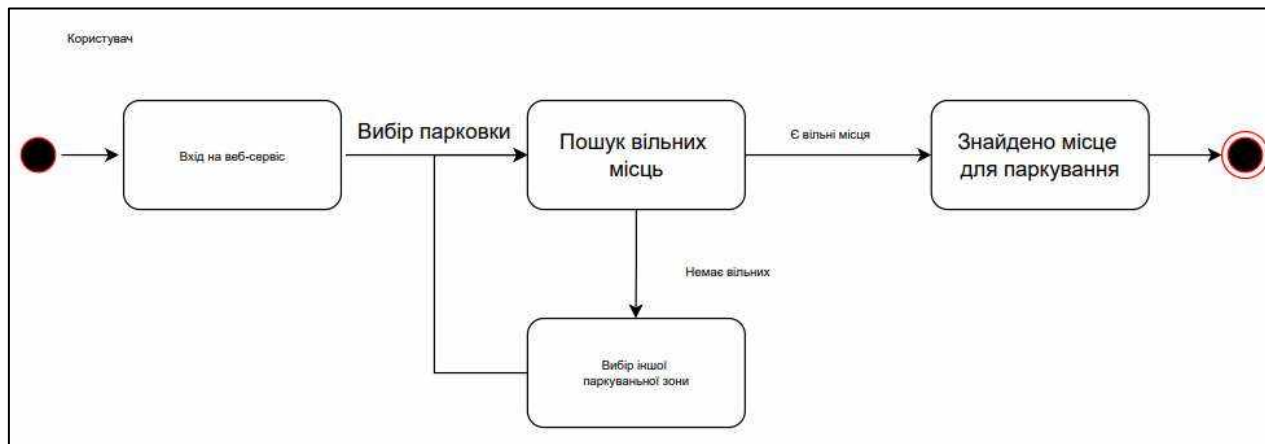 Користувач
Вхід на веб-сервіс
Вибір парковки
Пошук вільних
місць
Є вільні місця
Знайдено місце
для паркування
Немає вільних
Вибір іншої
паркуваньної зони